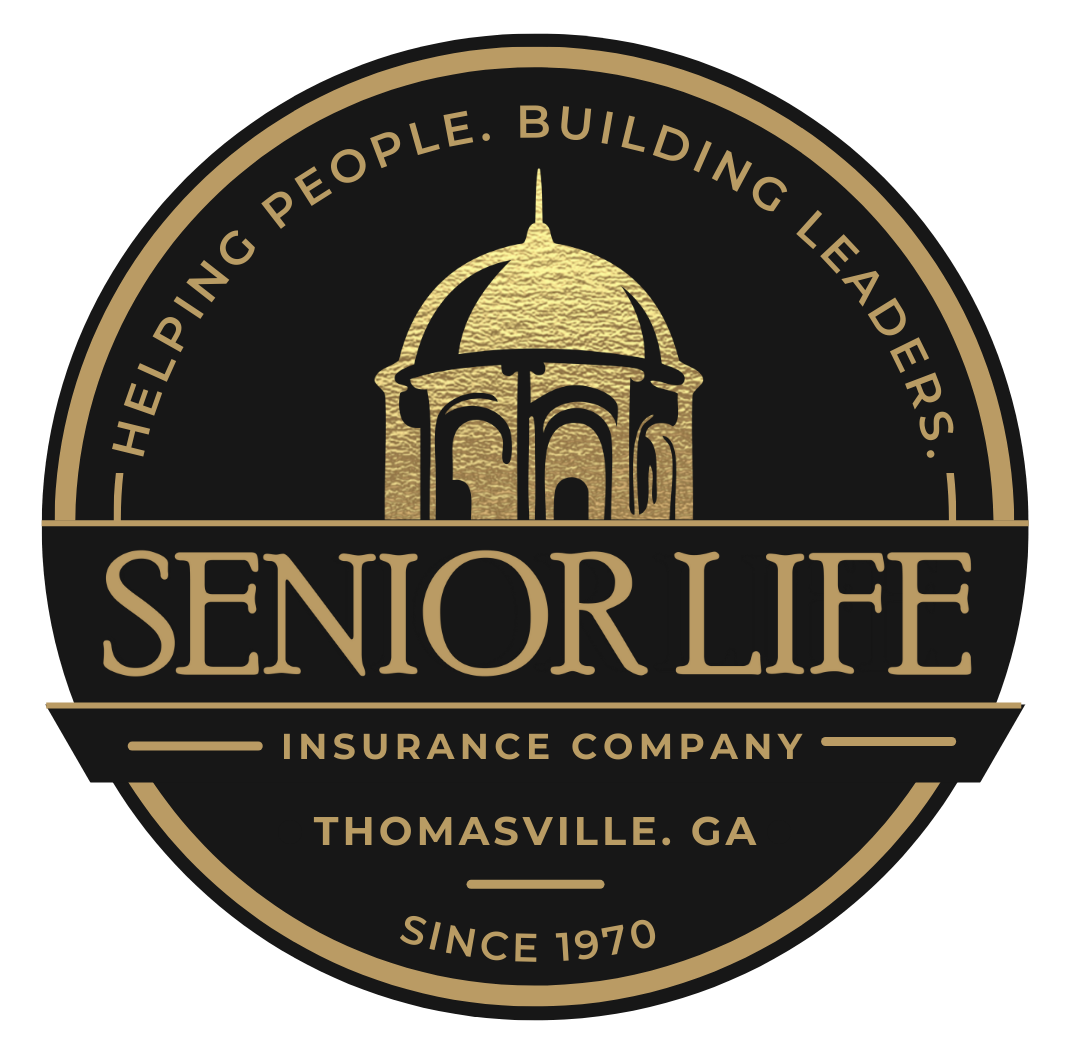 HELPING PEOPLE. BUILDING LEADERS.
SENIOR LIFE
INSURANCE COMPANY
THOMASVILLE. GA
SINCE 1970